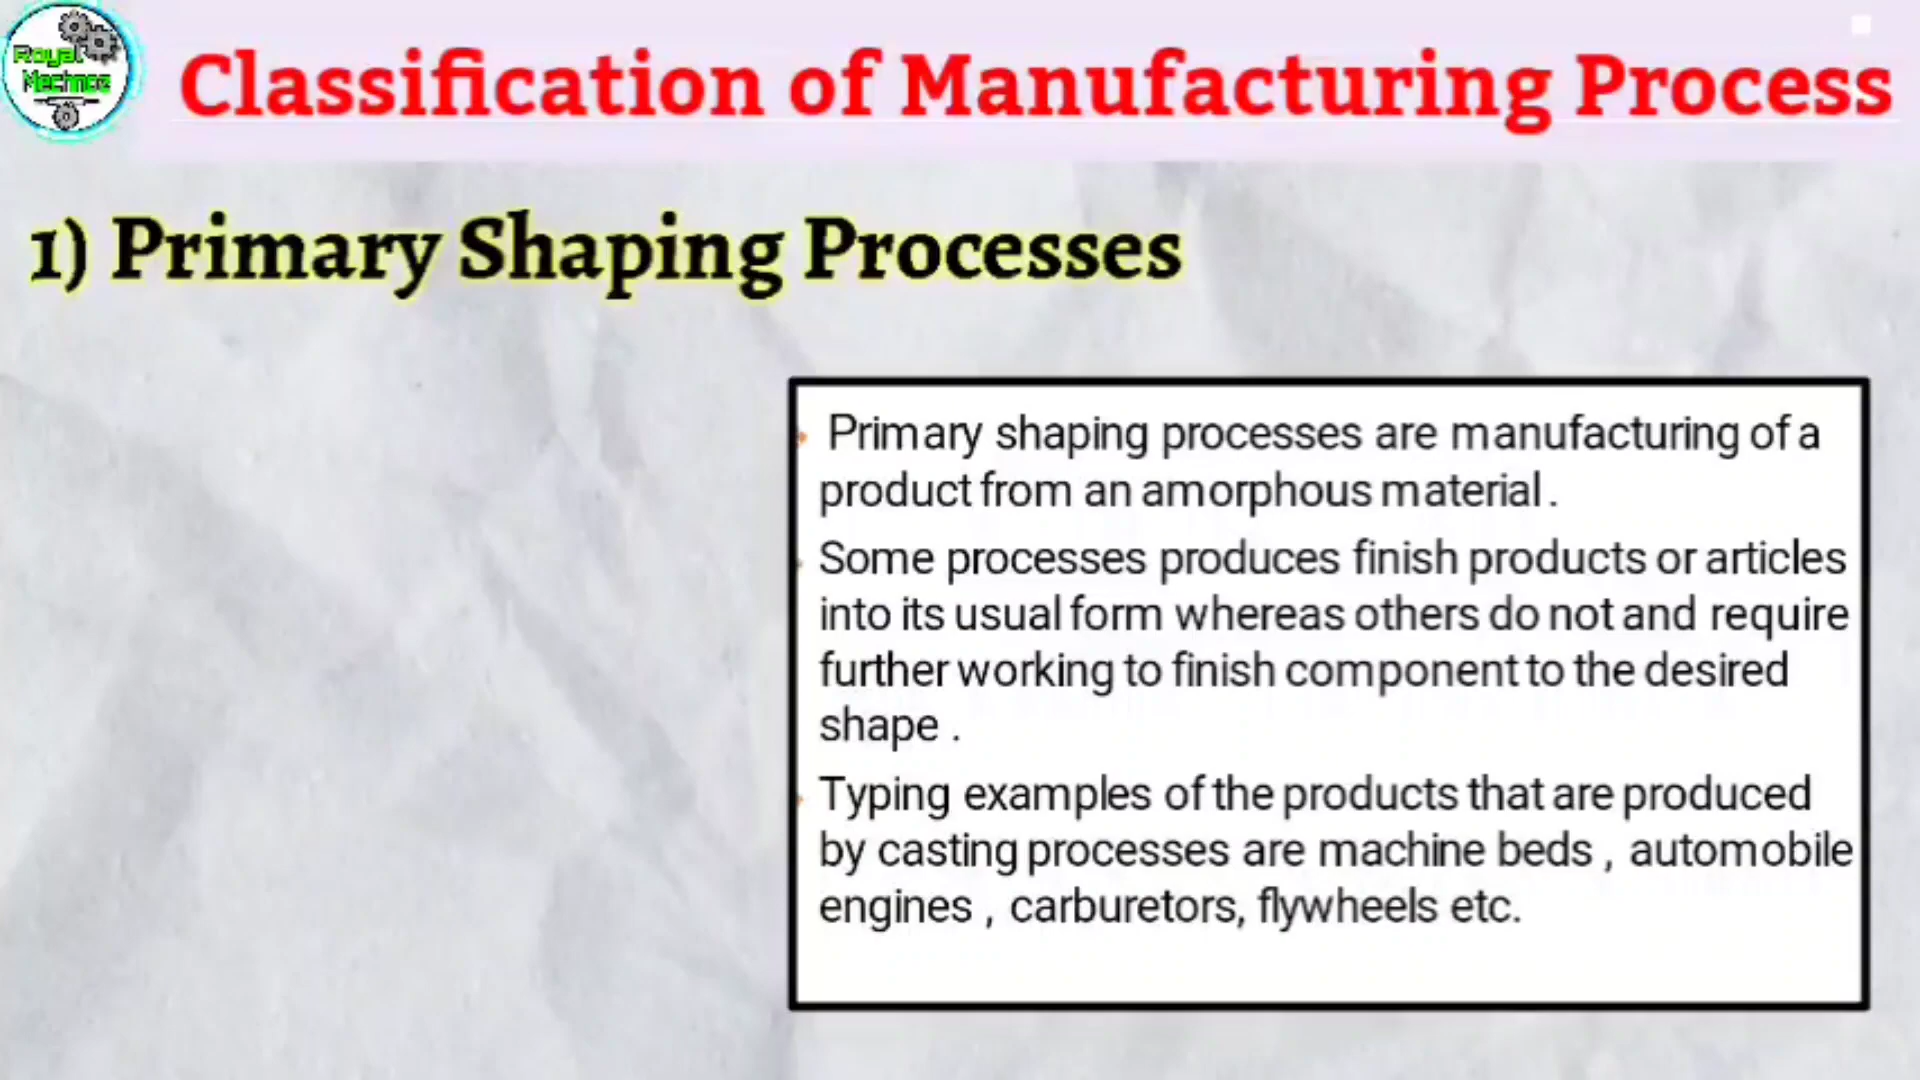 Royal
Mechnoz
Classification of Manufacturing Process
1) Primary Shaping Processes
Primary shaping processes are manufacturing of a
product from an amorphous material .
Some processes produces finish products or articles
into its usual form whereas others do not and require
further working to finish component to the desired
shape .
Typing examples of the products that are produced
by casting processes are machine beds , automobile
engines , carburetors, flywheels etc.